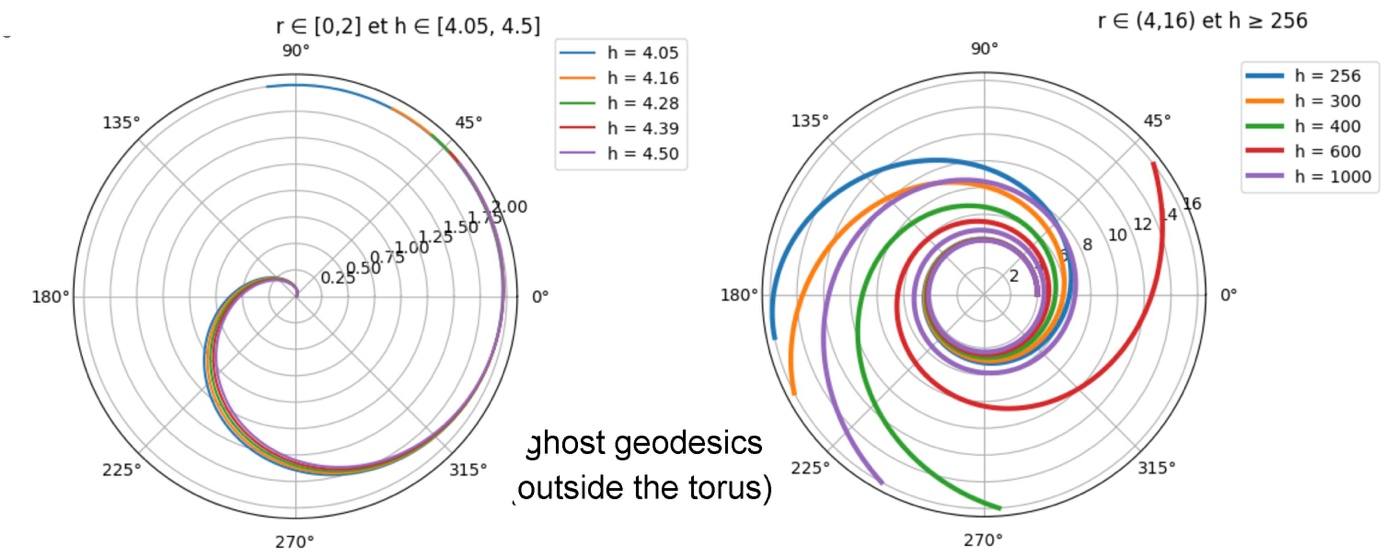 r ∈ [0,2] et h ∈ [4.05, 4.5]
90°
135°
45°
180°
0°
225°
315°
270°
0.25
0.50
0.75
1.00
1.25
1.50
1.75
2.00
h = 4.05
h = 4.16
h = 4.28
h = 4.39
h = 4.50
ghost geodesics
outside the torus)
r ∈ (4,16) et h ≥ 256
90°
135°
45°
180°
0°
225°
315°
270°
2
8
10
12
16
h = 256
h = 300
h = 400
h = 600
h = 1000